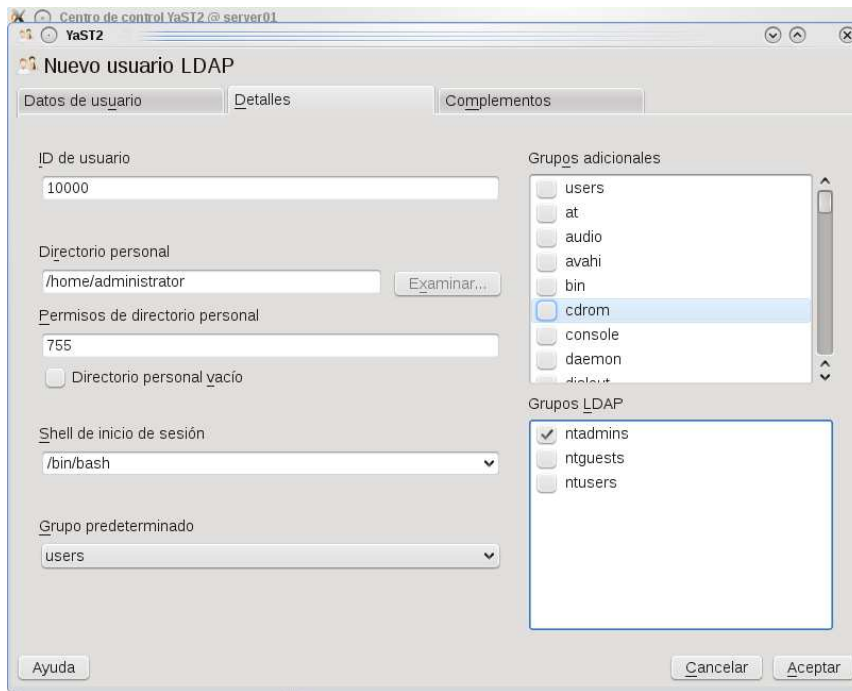 Centro de control YaST2 @ server01
YaST2
Nuevo usuario LDAP
Datos de usuario
Detalles
Complementos
ID de usuario
10000
Directorio personal
/home/administrator
Examinar...
Permisos de directorio personal
755
Directorio personal vacío
Shell de inicio de sesión
/bin/bash
Grupo predeterminado
users
Grupos adicionales
users
at
audio
avahi
bin
cdrom
console
daemon
dialout
Grupos LDAP
ntadmins
ntguests
ntusers
Ayuda
Cancelar
Aceptar